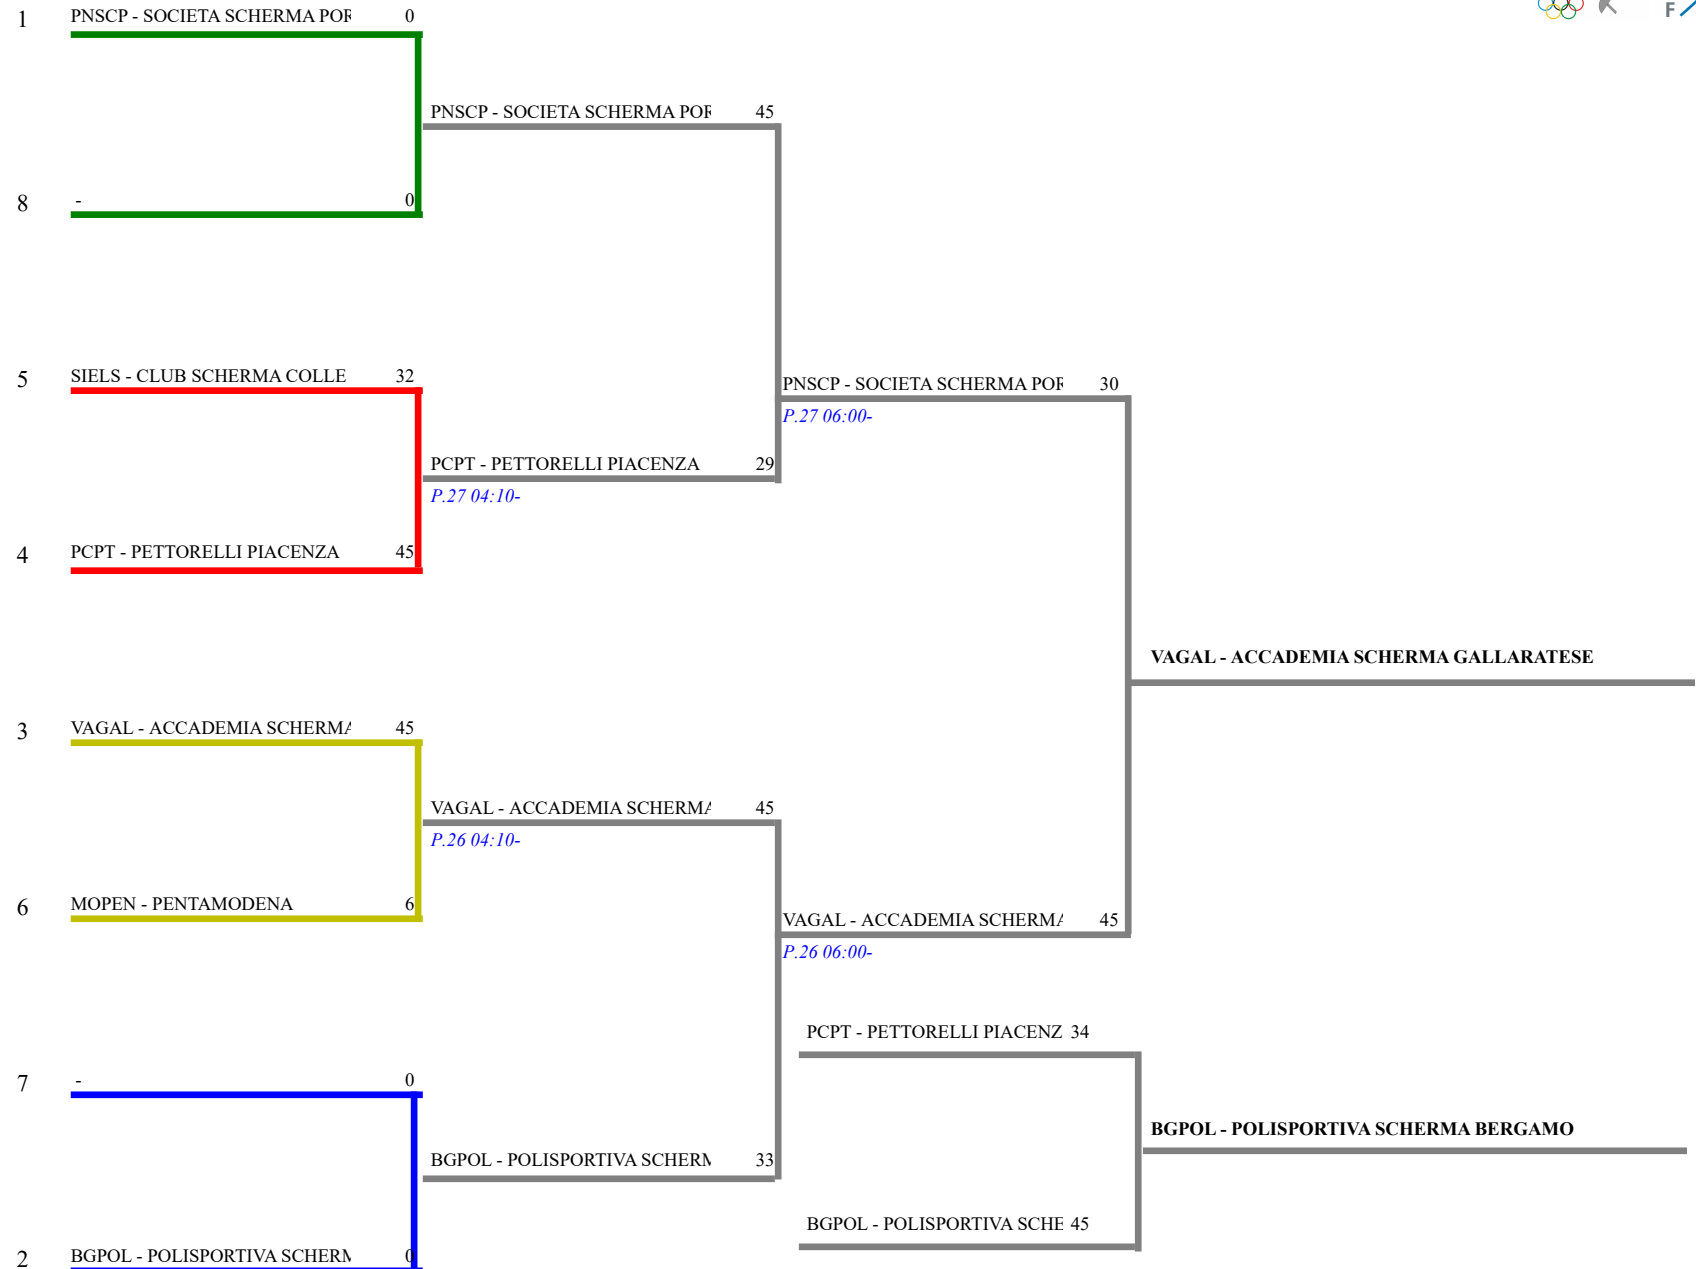 1 PNSCP - SOCIETA SCHERMA POR 0
F
PNSCP - SOCIETA SCHERMA POR 45
8 - 0
5 SIELS - CLUB SCHERMA COLLE 32
PNSCP - SOCIETA SCHERMA POR 30
P.27 06:00-
PCPT - PETTORELLI PIACENZA 29
P.27 04:10-
4 PCPT - PETTORELLI PIACENZA 45
VAGAL - ACCADEMIA SCHERMA GALLARATESE
3 VAGAL - ACCADEMIA SCHERMA 45
VAGAL - ACCADEMIA SCHERMA 45
P.26 04:10-
6 MOPEN - PENTAMODENA 6
VAGAL - ACCADEMIA SCHERMA 45
P.26 06:00-
PCPT - PETTORELLI PIACENZ 34
7 - 0
BGPOL - POLISPORTIVA SCHERMA BERGAMO
BGPOL - POLISPORTIVA SCHERM 33
BGPOL - POLISPORTIVA SCHE 45
2 BGPOL - POLISPORTIVA SCHERM 0